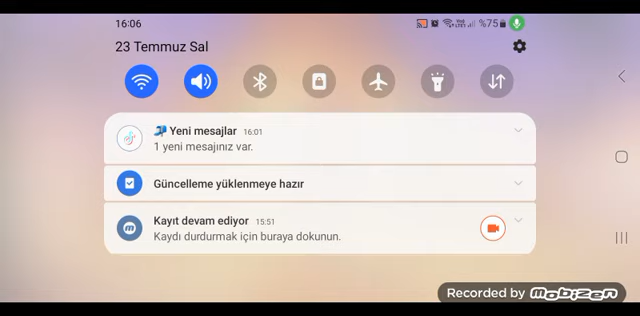 16:06
%75
23 Temmuz Sal
Yeni mesajlar 16:01
1 yeni mesajınız var.
Güncelleme yüklenmeye hazır
Kayıt devam ediyor 15:51
Kaydı durdurmak için buraya dokunun.
Recorded by Mobizen